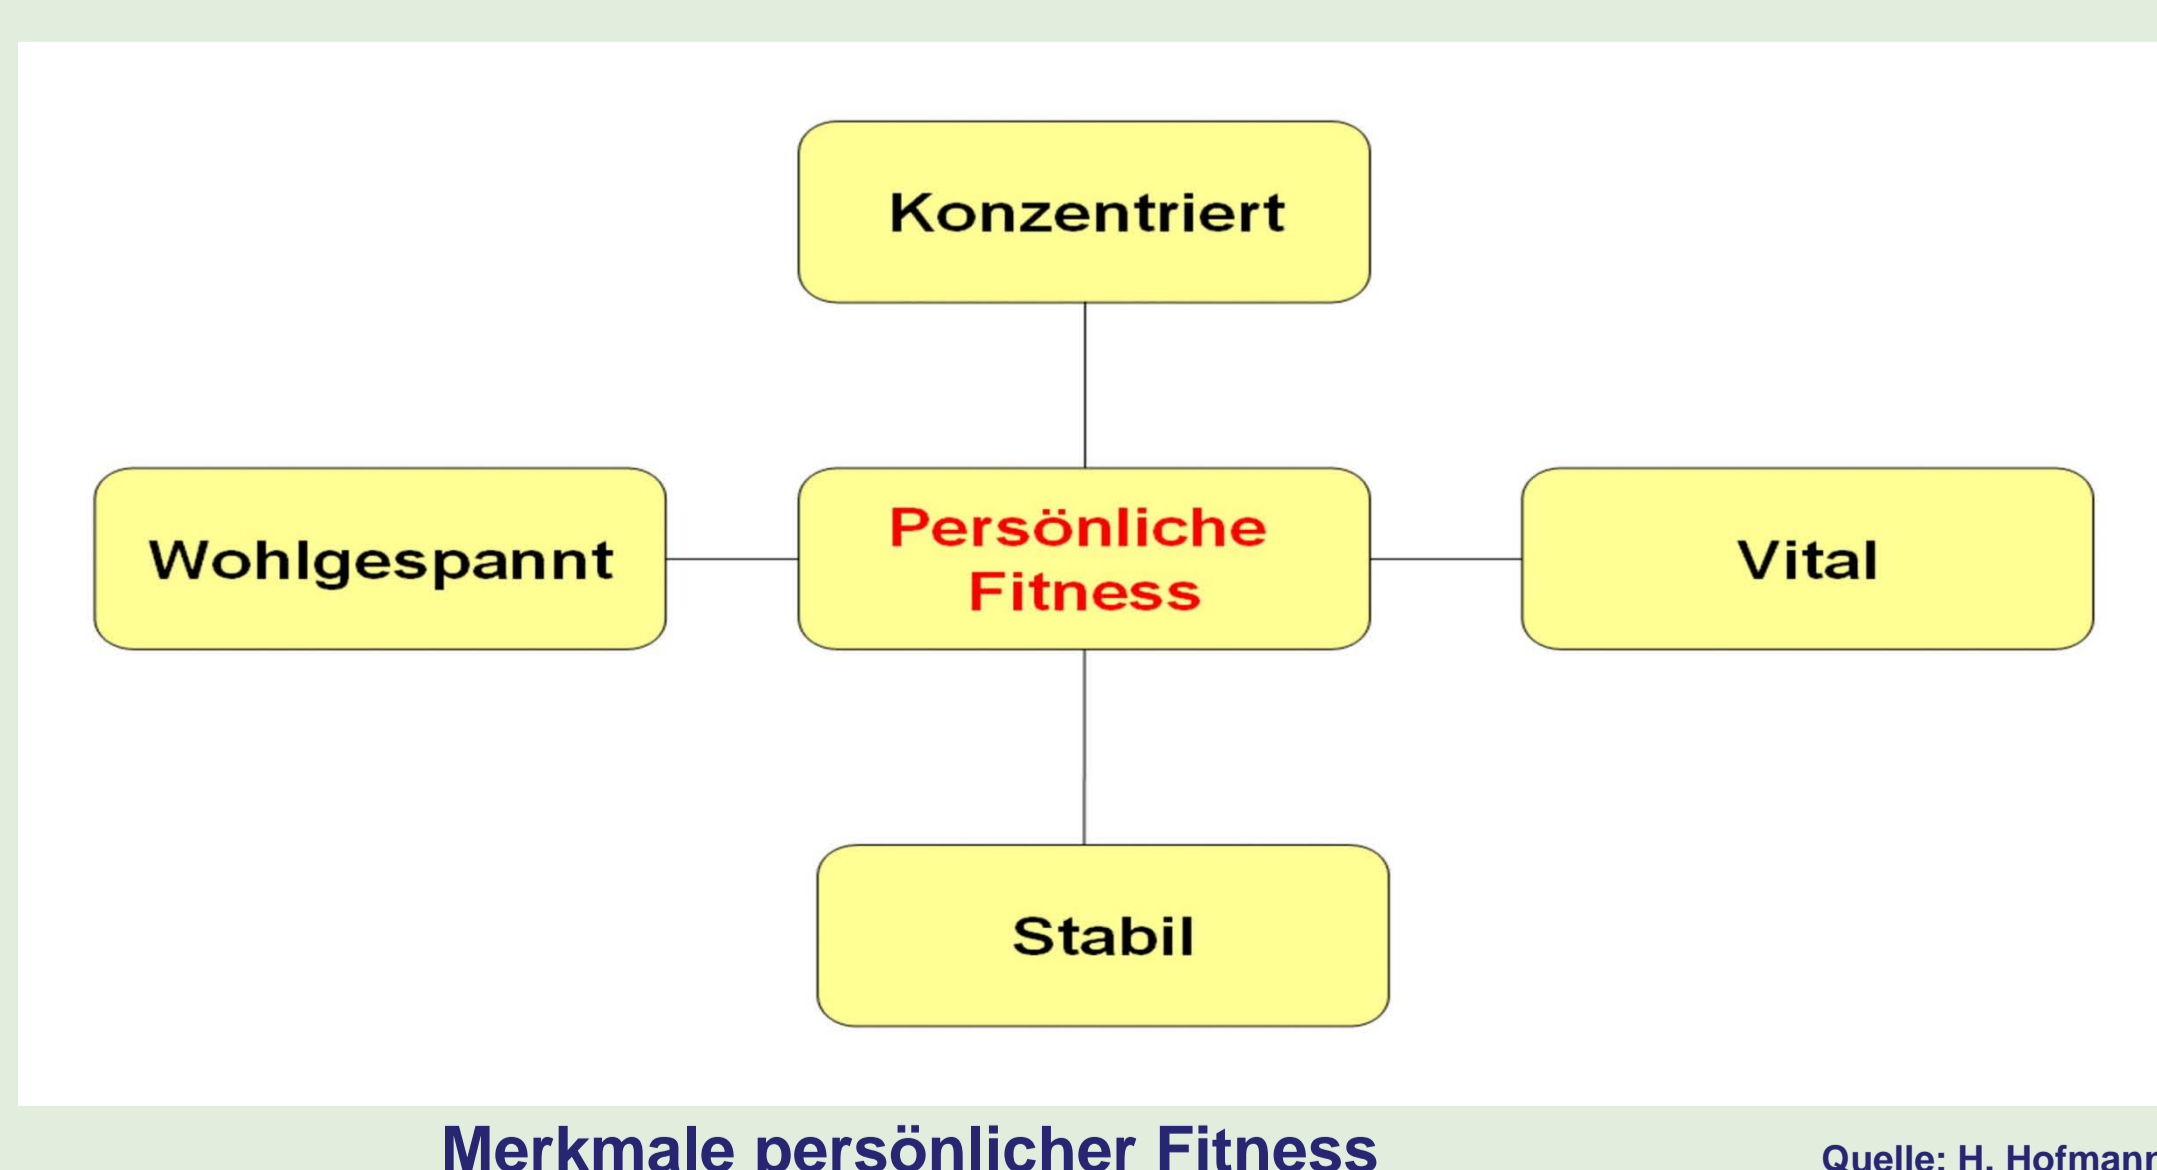 Konzentriert
Wohlgespannt
Persönliche
Fitness
Vital
Stabil
Merkmale persönlicher Fitness
Quelle: H. Hofmann